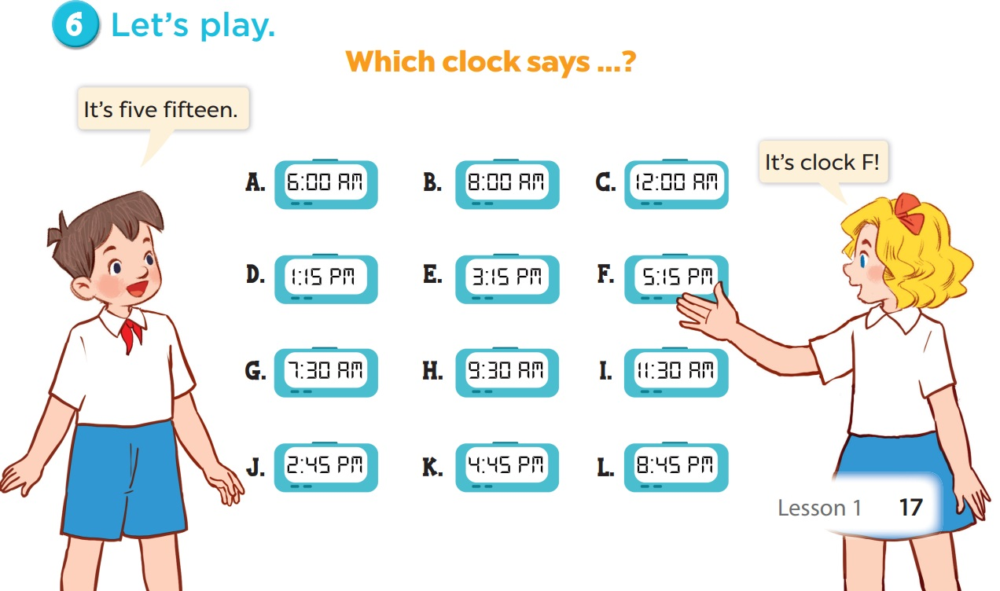 6 Let's play.
Which clock says ...?
It's five fifteen.
It's clock F!
A. 6:00 AM
B. 8:00 AM
C. 12:00 AM
D. 1:15 PM
E. 3:15 PM
F. 5:15 PM
G. 7:30 AM
H. 9:30 AM
I. 11:30 AM
J. 2:45 PM
K. 4:45 PM
L. 8:45 PM
Lesson 1 17